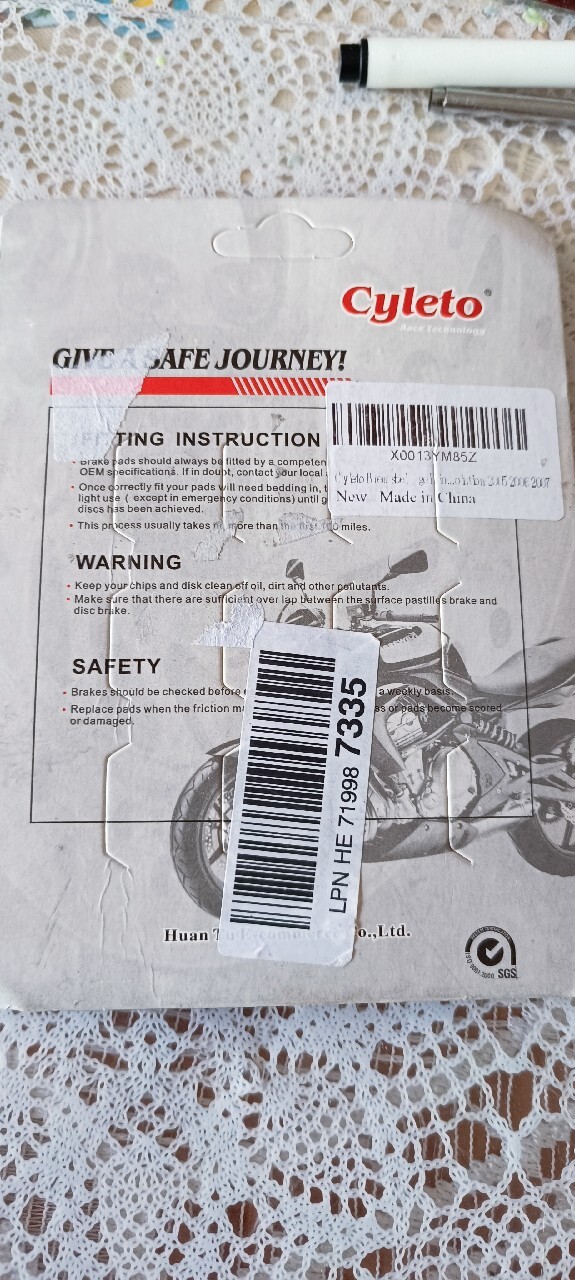 Cyleto®
Race Technology
GIVE A SAFE JOURNEY!
TING INSTRUCTION
X0013YM85Z
Cyleto 2005 2006 2007
New Made in China
• Brake pads should always be fitted by a competen
OEM specifications. If in doubt, contact your local
• Once correctly fit your pads will need bedding in,
light use ( except in emergency conditions) until
discs has been achieved.
• This process usually takes more than the first miles.
WARNING
• Keep your chips and disk clean off oil, dirt and other pollutants.
• Make sure that there are sufficient over lap between the surface pastilles brake and
disc brake.
SAFETY
• Brakes should be checked before a weekly basis.
• Replace pads when the friction or pads become scored
or damaged.
LPN HE 71998 7335
Huan Co.,Ltd.
SGS